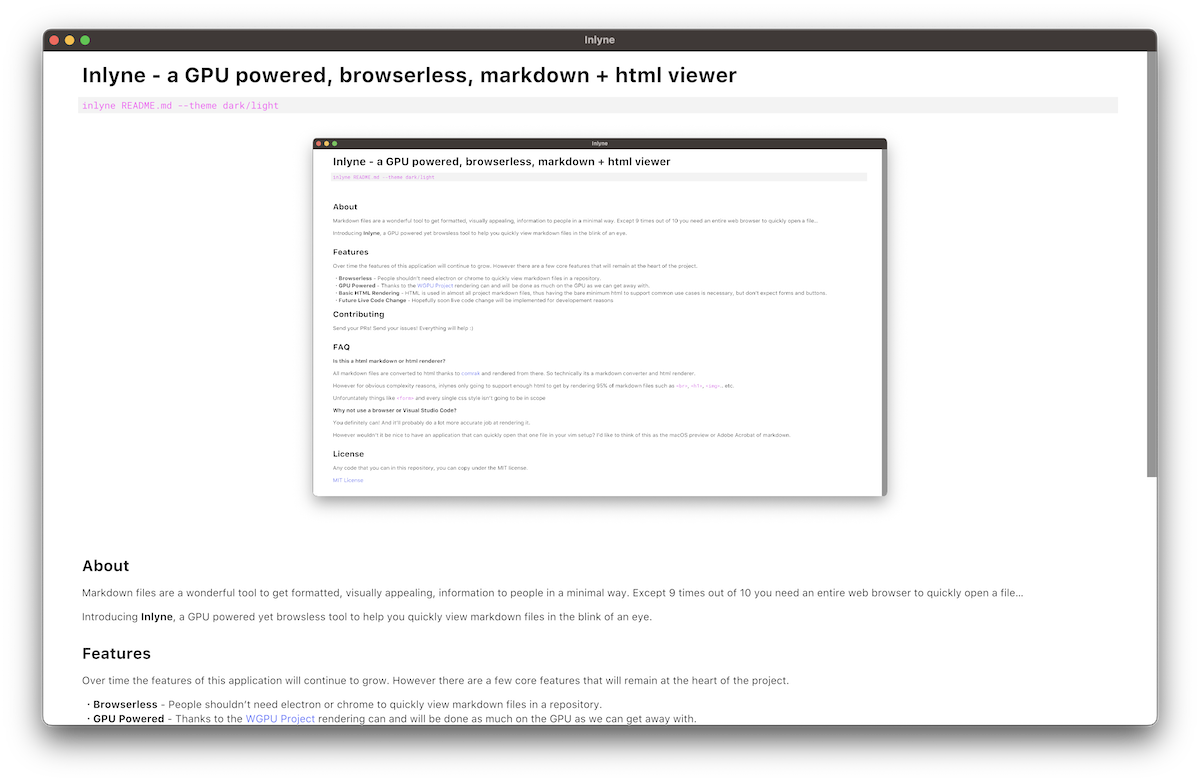 Inlyne
Inlyne - a GPU powered, browserless, markdown + html viewer
inlyne README.md --theme dark/light
Inlyne
Inlyne - a GPU powered, browserless, markdown + html viewer
inlyne README.md --theme dark/light
About
Markdown files are a wonderful tool to get formatted, visually appealing, information to people in a minimal way. Except 9 times out of 10 you need an entire web browser to quickly open a file...
Introducing Inlyne, a GPU powered yet browsless tool to help you quickly view markdown files in the blink of an eye.
Features
Over time the features of this application will continue to grow. However there are a few core features that will remain at the heart of the project.
· Browserless - People shouldn't need electron or chrome to quickly view markdown files in a repository.
· GPU Powered - Thanks to the WGPU Project rendering can and will be done as much on the GPU as we can get away with.
· Basic HTML Rendering - HTML is used in almost all project markdown files, thus having the bare minimum html to support common use cases is necessary, but don't expect forms and buttons.
· Future Live Code Change - Hopefully soon live code change will be implemented for developement reasons
Contributing
Send your PRs! Send your issues! Everything will help :)
FAQ
Is this a html markdown or html renderer?
All markdown files are converted to html thanks to comrak and rendered from there. So technically its a markdown converter and html renderer.
However for obvious complexity reasons, inlynes only going to support enough html to get by rendering 95% of markdown files such as <br>, <h1>, <img>, etc.
Unforuntately things like <form> and every single css style isn't going to be in scope
Why not use a browser or Visual Studio Code?
You definitely can! And it'll probably do a lot more accurate job at rendering it.
However wouldn't it be nice to have an application that can quickly open that one file in your vim setup? I'd like to think of this as the macOS preview or Adobe Acrobat of markdown.
License
Any code that you can in this repository, you can copy under the MIT license.
MIT License
About
Markdown files are a wonderful tool to get formatted, visually appealing, information to people in a minimal way. Except 9 times out of 10 you need an entire web browser to quickly open a file...
Introducing Inlyne, a GPU powered yet browsless tool to help you quickly view markdown files in the blink of an eye.
Features
Over time the features of this application will continue to grow. However there are a few core features that will remain at the heart of the project.
· Browserless - People shouldn't need electron or chrome to quickly view markdown files in a repository.
· GPU Powered - Thanks to the WGPU Project rendering can and will be done as much on the GPU as we can get away with.